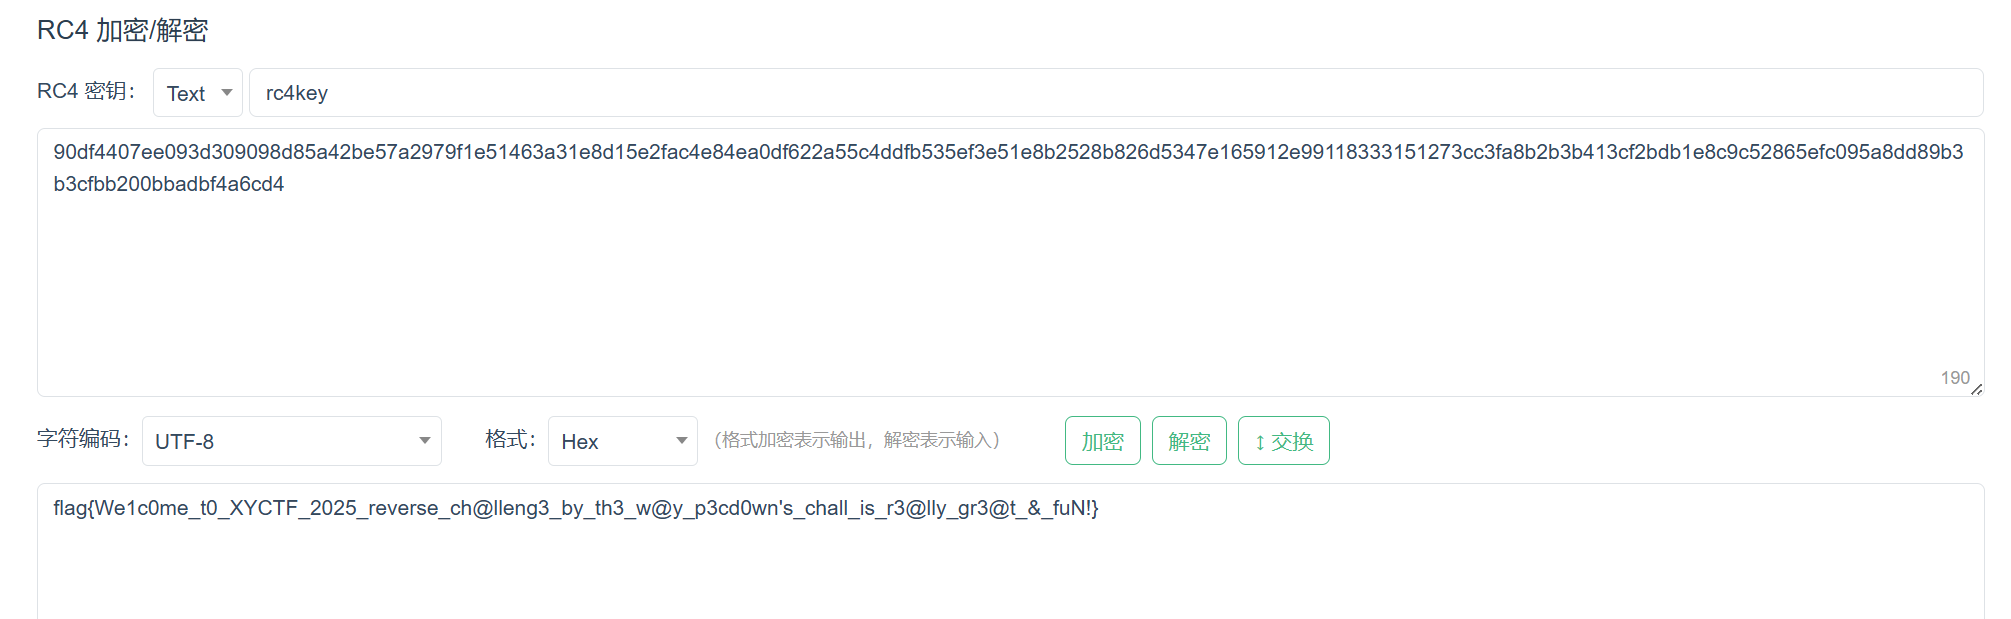 RC4 加密/解密
RC4 密钥： Text rc4key
90df4407ee093d309098d85a42be57a2979f1e51463a31e8d15e2fac4e84ea0df622a55c4ddfb535ef3e51e8b2528b826d5347e165912e99118333151273cc3fa8b2b3b413cf2bdb1e8c9c52865efc095a8dd89b3
b3cfbb200bbadbf4a6cd4
190
字符编码： UTF-8 格式： Hex （格式加密表示输出，解密表示输入） 加密 解密 ↕ 交换
flag{We1c0me_t0_XYCTF_2025_reverse_ch@lleng3_by_th3_w@y_p3cd0wn's_chall_is_r3@lly_gr3@t_&_fuN!}